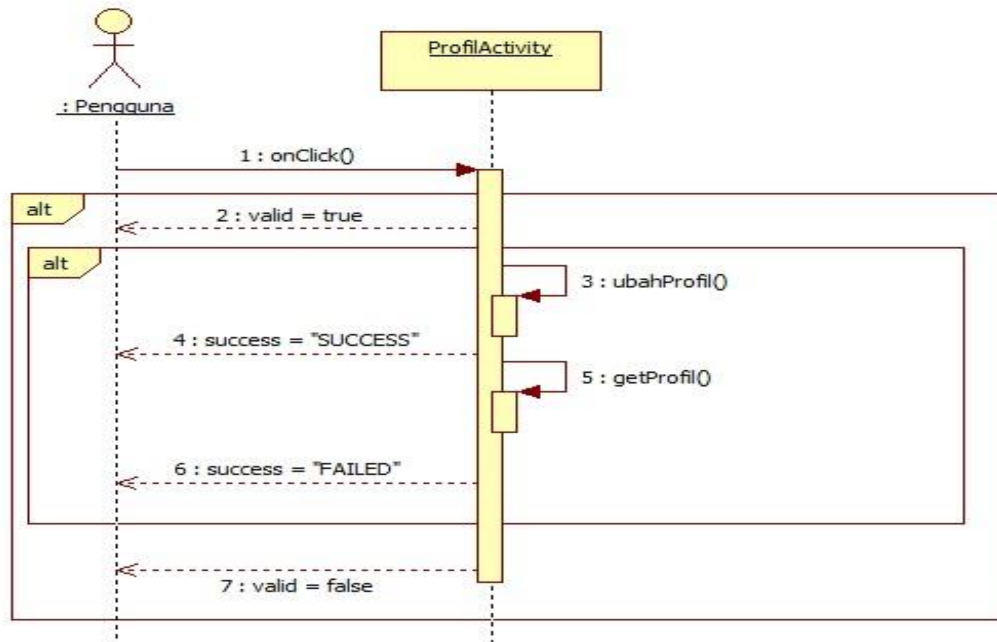 ProfilActivity
: Pengguna
1 : onClick()
alt
2 : valid = true
alt
3 : ubahProfil()
4 : success = "SUCCESS"
5 : getProfil()
6 : success = "FAILED"
7 : valid = false